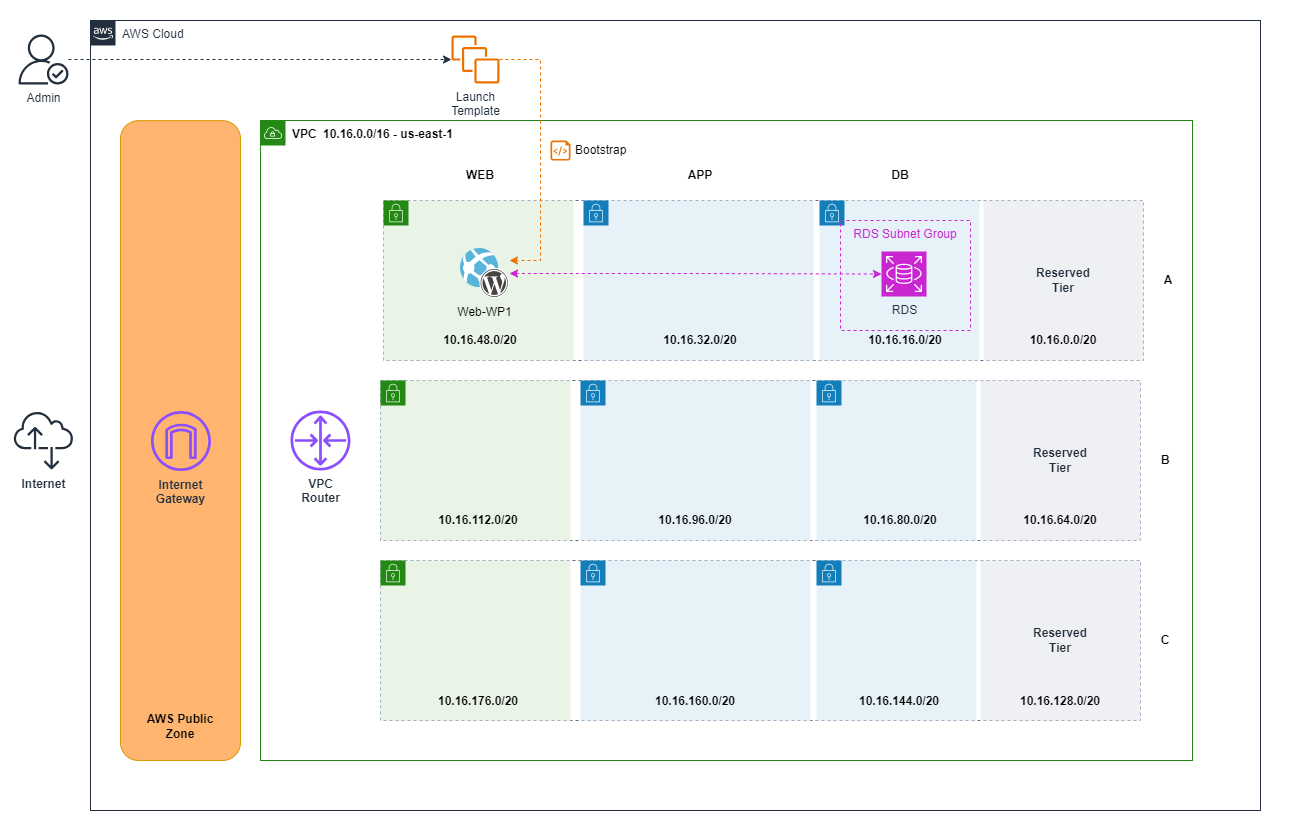 aws
AWS Cloud
Admin
Launch
Template
VPC 10.16.0.0/16 - us-east-1
Bootstrap
WEB
APP
DB
RDS Subnet Group
Web-WP1
RDS
Reserved
Tier
A
10.16.48.0/20
10.16.32.0/20
10.16.16.0/20
10.16.0.0/20
Internet
Internet
Gateway
VPC
Router
Reserved
Tier
B
10.16.112.0/20
10.16.96.0/20
10.16.80.0/20
10.16.64.0/20
Reserved
Tier
C
10.16.176.0/20
10.16.160.0/20
10.16.144.0/20
10.16.128.0/20
AWS Public
Zone